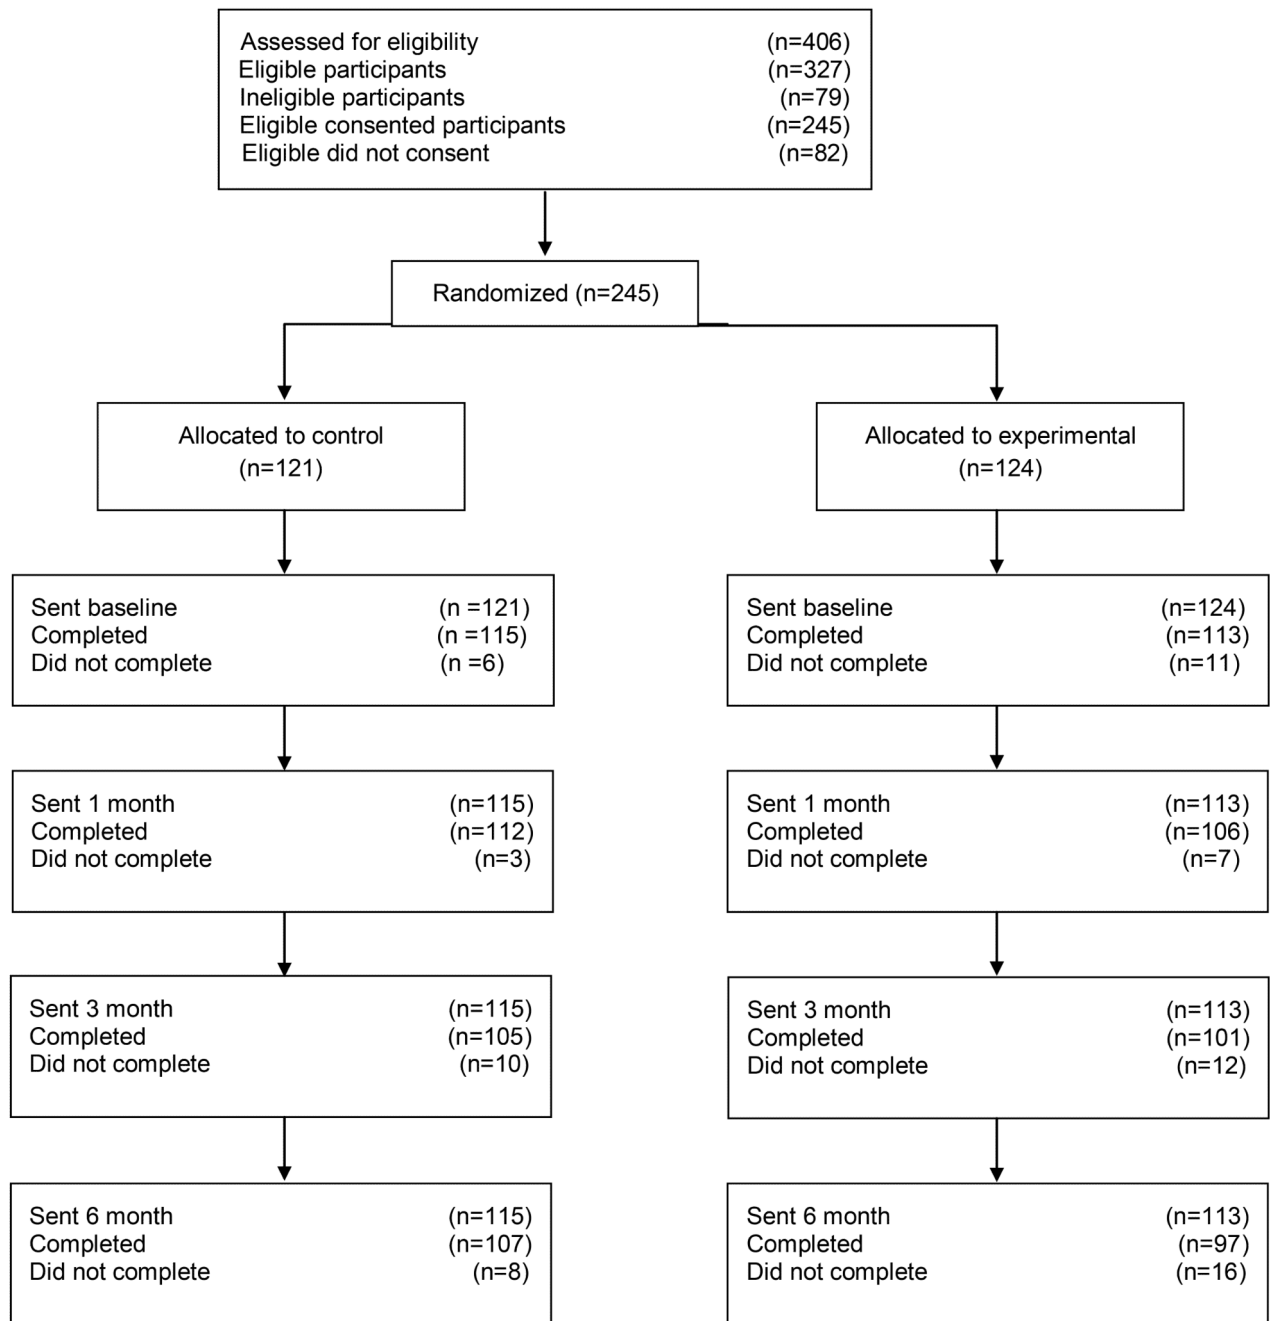 Assessed for eligibility (n=406)
Eligible participants (n=327)
Ineligible participants (n=79)
Eligible consented participants (n=245)
Eligible did not consent (n=82)
Randomized (n=245)
Allocated to control
(n=121)
Allocated to experimental
(n=124)
Sent baseline (n =121)
Completed (n =115)
Did not complete (n =6)
Sent baseline (n=124)
Completed (n=113)
Did not complete (n=11)
Sent 1 month (n=115)
Completed (n=112)
Did not complete (n=3)
Sent 1 month (n=113)
Completed (n=106)
Did not complete (n=7)
Sent 3 month (n=115)
Completed (n=105)
Did not complete (n=10)
Sent 3 month (n=113)
Completed (n=101)
Did not complete (n=12)
Sent 6 month (n=115)
Completed (n=107)
Did not complete (n=8)
Sent 6 month (n=113)
Completed (n=97)
Did not complete (n=16)